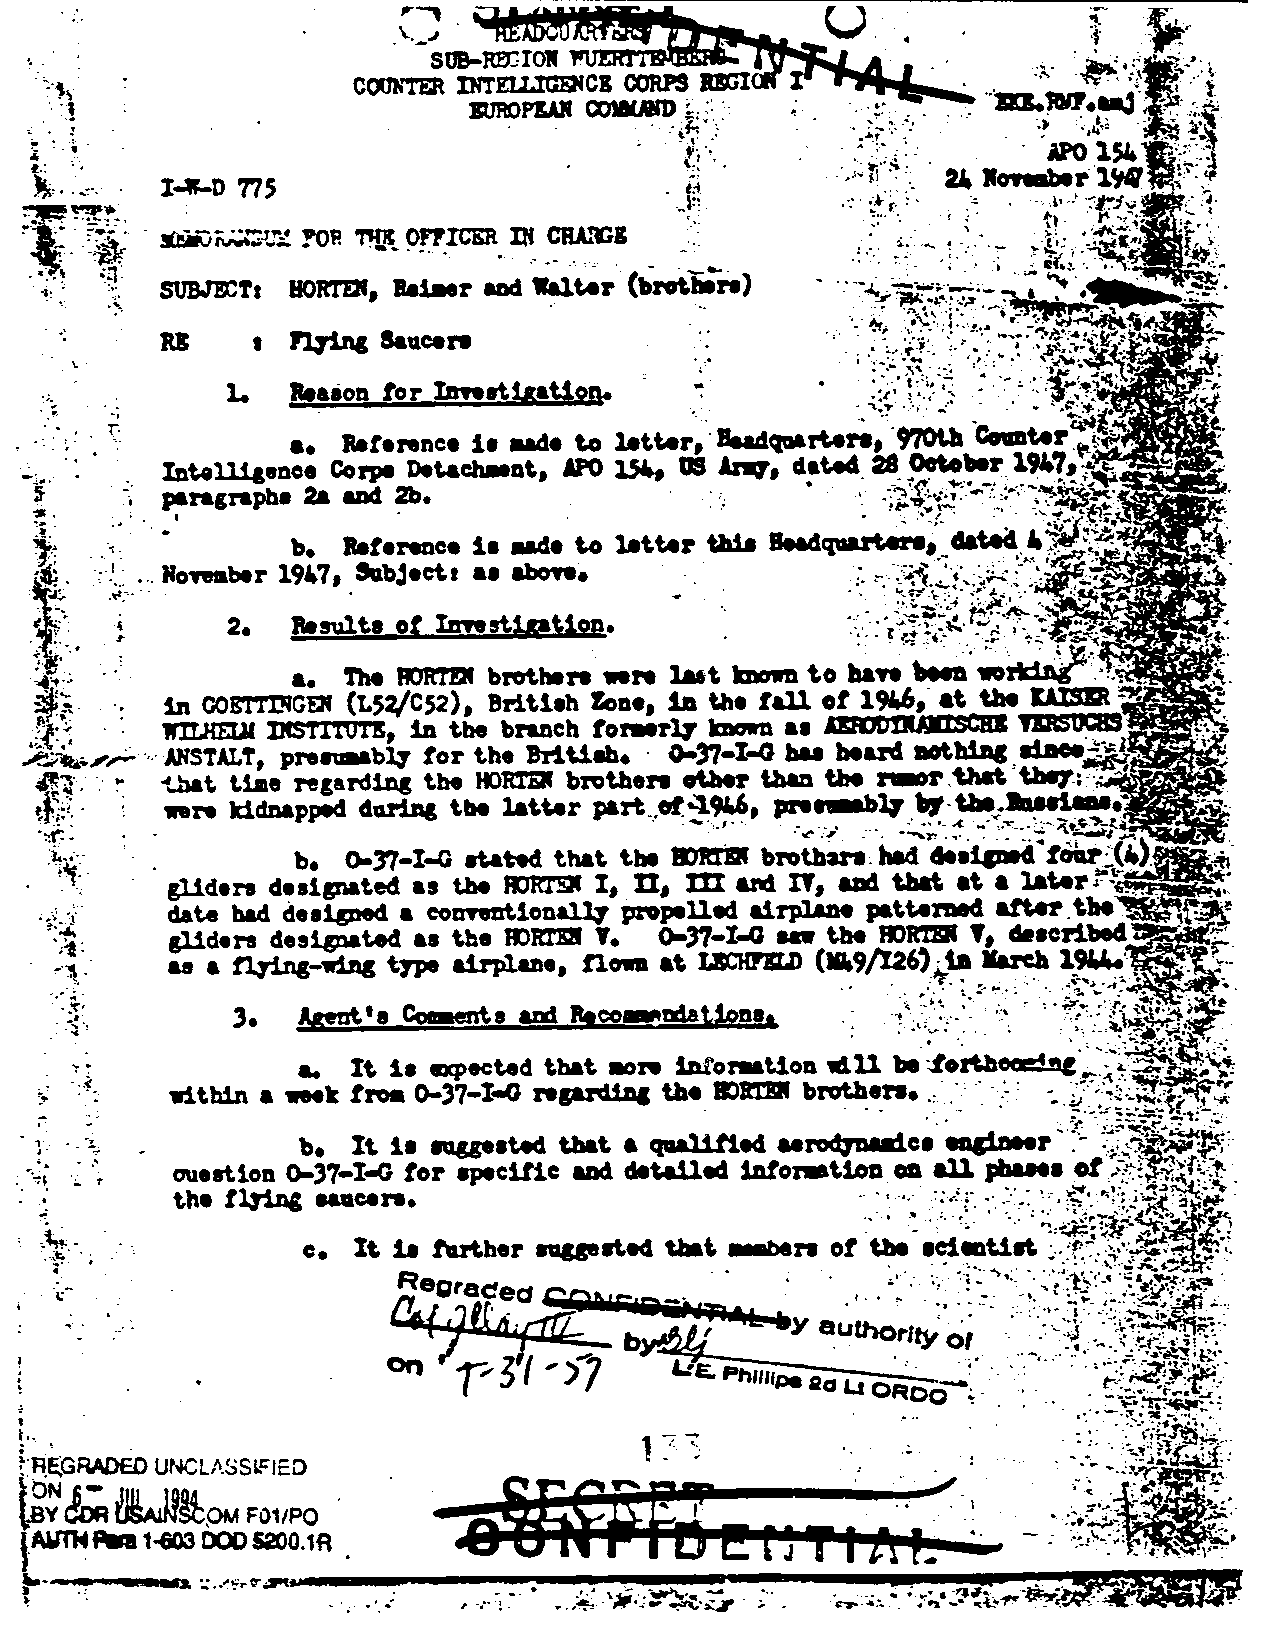 HEADQUARTERS
SUB-REGION WUERTTEMBERG
COUNTER INTELLIGENCE CORPS REGION I
EUROPEAN COMMAND
APO 154
24 November 1947
I-W-D 775
MEMORANDUM FOR THE OFFICER IN CHARGE
SUBJECT: HORTEN, Reimer and Walter (brothers)
RE : Flying Saucers
1. Reason for Investigation.
a. Reference is made to letter, Headquarters, 970th Counter
Intelligence Corps Detachment, APO 154, US Army, dated 28 October 1947,
paragraphs 2a and 2b.
b. Reference is made to letter this Headquarters, dated 4
November 1947, Subject: as above.
2. Results of Investigation.
a. The HORTEN brothers were last known to have been working
in GOETTINGEN (L52/C52), British Zone, in the fall of 1946, at the KAISER
WILHELM INSTITUTE, in the branch formerly known as AERODINAMISCHE VERSUCHS
ANSTALT, presumably for the British. O-37-I-G has heard nothing since
that time regarding the HORTEN brothers other than the rumor that they
were kidnapped during the latter part of 1946, presumably by the Russians.
b. O-37-I-G stated that the HORTEN brothers had designed four (4)
gliders designated as the HORTEN I, II, III and IV, and that at a later
date had designed a conventionally propelled airplane patterned after the
gliders designated as the HORTEN V. O-37-I-G saw the HORTEN V, described
as a flying-wing type airplane, flown at LECHFELD (M49/I26) in March 1944.
3. Agent's Comments and Recommendations.
a. It is expected that more information will be forthcoming
within a week from O-37-I-G regarding the HORTEN brothers.
b. It is suggested that a qualified aerodynamics engineer
question O-37-I-G for specific and detailed information on all phases of
the flying saucers.
c. It is further suggested that members of the scientist
Regraded CONFIDENTIAL by authority of
by
on 7-31-57 L.E. Phillips 2d Lt ORDC
133
REGRADED UNCLASSIFIED
ON 6 JUL 1994
BY CDR USAINSCOM F01/PO
AUTH Para 1-603 DOD 5200.1R
SECRET
CONFIDENTIAL